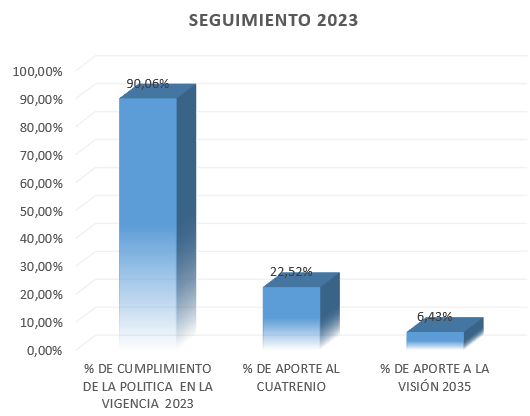 SEGUIMIENTO 2023
100,00%
90,00%
80,00%
70,00%
60,00%
50,00%
40,00%
30,00%
20,00%
10,00%
0,00%
90,06%
22,52%
6,43%
% DE CUMPLIMIENTO
DE LA POLITICA EN LA
VIGENCIA 2023
% DE APORTE AL
CUATRENIO
% DE APORTE A LA
VISIÓN 2035